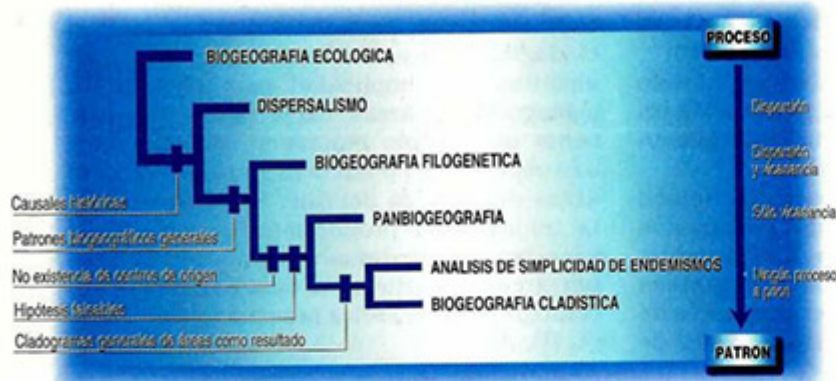 PROCESO
BIOGEOGRAFIA ECOLOGICA
DISPERSALISMO
Dispersión
BIOGEOGRAFIA FILOGENETICA
Dispersión
y vicariancia
Causales históricas
PANBIOGEOGRAFIA
Sólo vicariancia
Patrones biogeográficos generales
ANALISIS DE SIMPLICIDAD DE ENDEMISMOS
No existencia de centros de origen
Ningún proceso
a priori
BIOGEOGRAFIA CLADISTICA
Hipótesis falsables
Cladogramas generales de áreas como resultado
PATRON